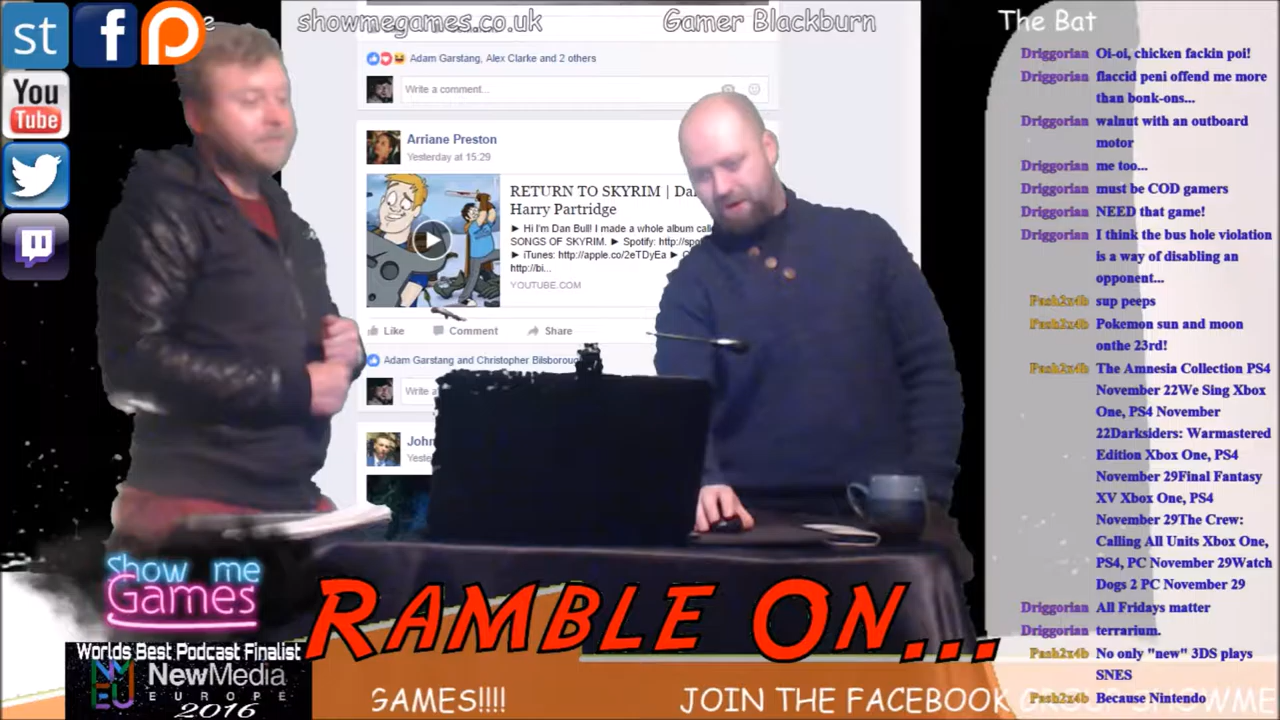 showmegames.co.uk
Gamer Blackburn
The Bat
st
You
Tube
Adam Garstang, Alex Clarke and 2 others
Write a comment...
Arriane Preston
Yesterday at 15:29
RETURN TO SKYRIM | Da
Harry Partridge
► Hi I'm Dan Bull! I made a whole album call
SONGS OF SKYRIM. ► Spotify: http://spo
► iTunes: http://apple.co/2eTDyEa ►
http://bi...
YOUTUBE.COM
Like Comment Share
Adam Garstang and Christopher Bilsborou
Write a
John
Yeste
Driggorian Oi-oi, chicken fackin poi!
Driggorian flaccid peni offend me more
than bonk-ons...
Driggorian walnut with an outboard
motor
Driggorian me too...
Driggorian must be COD gamers
Driggorian NEED that game!
Driggorian I think the bus hole violation
is a way of disabling an
opponent...
Pash2x4b sup peeps
Pash2x4b Pokemon sun and moon
onthe 23rd!
Pash2x4b The Amnesia Collection PS4
November 22We Sing Xbox
One, PS4 November
22Darksiders: Warmastered
Edition Xbox One, PS4
November 29Final Fantasy
XV Xbox One, PS4
November 29The Crew:
Calling All Units Xbox One,
PS4, PC November 29Watch
Dogs 2 PC November 29
Driggorian All Fridays matter
Driggorian terrarium.
Pash2x4b No only "new" 3DS plays
SNES
Pash2x4b Because Nintendo
Show me
Games
RAMBLE ON...
Worlds Best Podcast Finalist
NM
EU
NewMedia
EUROPE
2016
GAMES!!!! JOIN THE FACEBOOK GROUP SHOWME